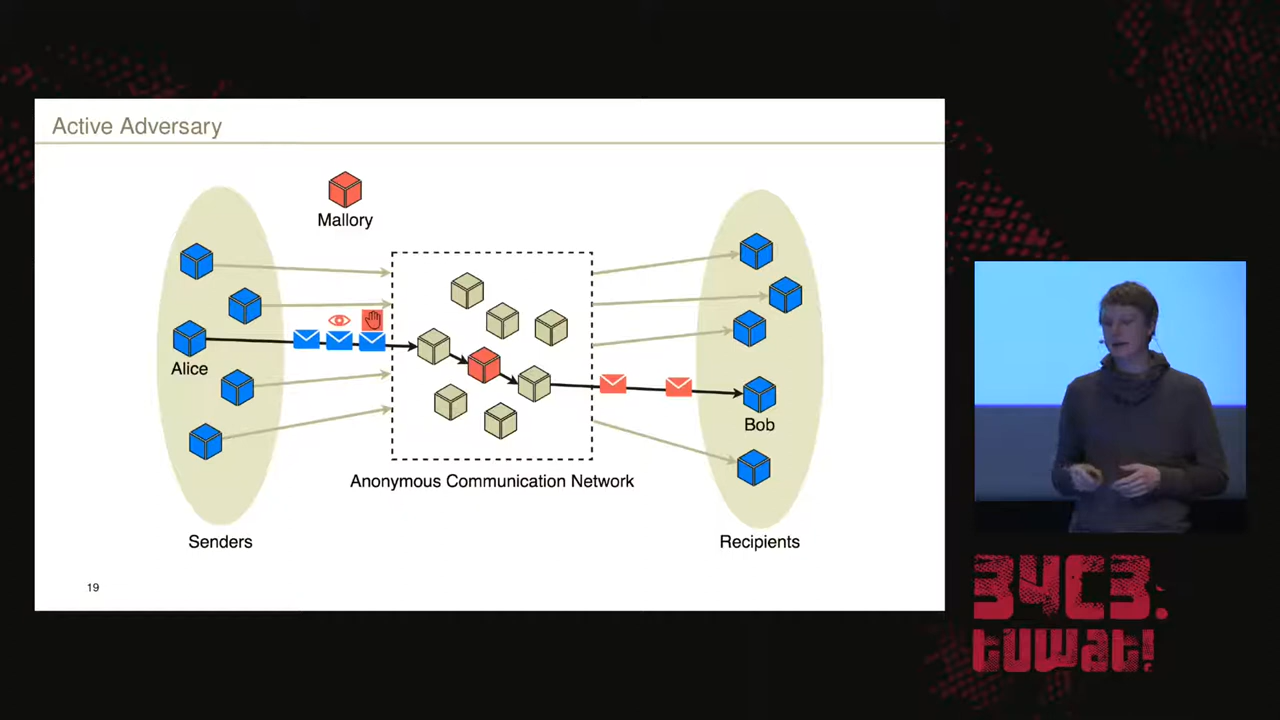 Active Adversary
Mallory
Alice
Bob
Anonymous Communication Network
Senders
Recipients
19
34C3.
tuwat!